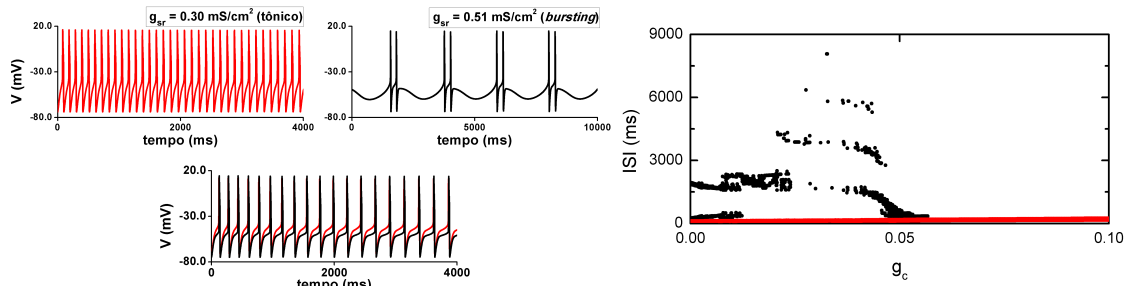 g_sr = 0.30 mS/cm² (tônico)
20.0
-30.0
-80.0
V (mV)
0
2000
4000
tempo (ms)
g_sr = 0.51 mS/cm² (bursting)
20.0
-30.0
-80.0
0
5000
10000
tempo (ms)
20.0
-30.0
-80.0
V (mV)
0
2000
4000
tempo (ms)
9000
6000
3000
0
ISI (ms)
0.00
0.05
0.10
g_c